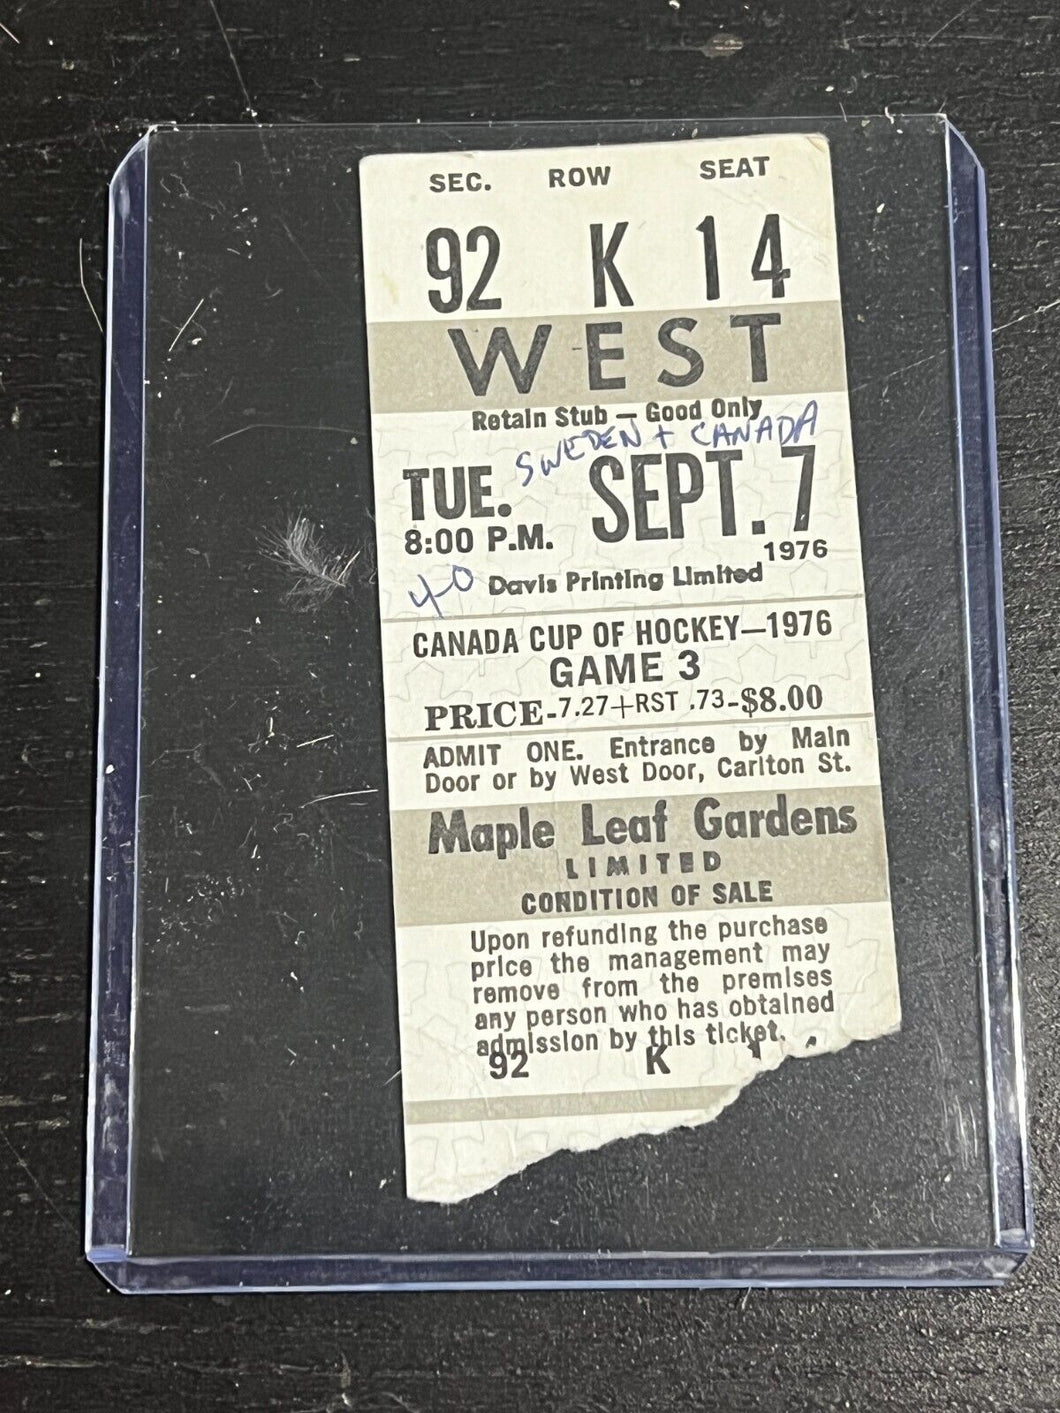 SEC. ROW SEAT
92 K 14
WEST
Retain Stub — Good Only
SWEDEN + CANADA
TUE. SEPT. 7
8:00 P.M.
1976
40 Davis Printing Limited
CANADA CUP OF HOCKEY—1976
GAME 3
PRICE-7.27+RST .73-$8.00
ADMIT ONE. Entrance by Main
Door or by West Door, Carlton St.
Maple Leaf Gardens
LIMITED
CONDITION OF SALE
Upon refunding the purchase
price the management may
remove from the premises
any person who has obtained
admission by this ticket.
92 K